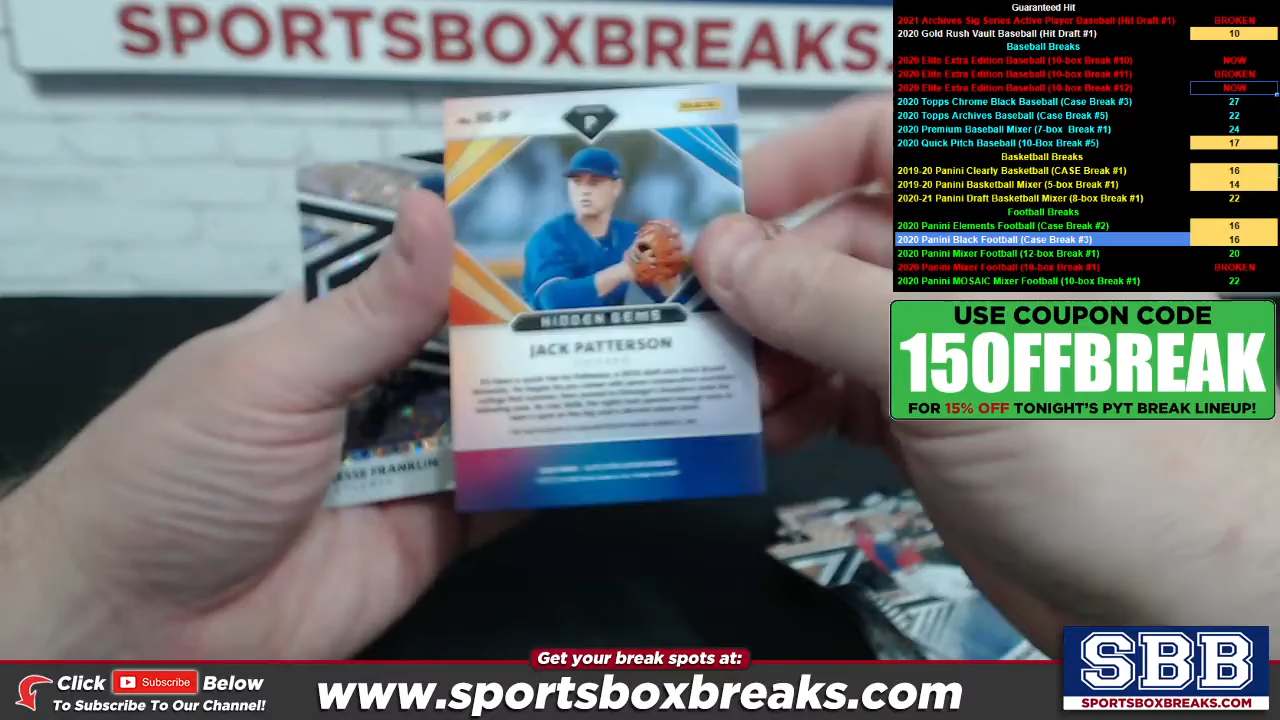 SPORTSBOXBREAKS.
P
HIDDEN GEMS
JACK PATTERSON
ESSE FRANKLIN
Guaranteed Hit
2021 Archives Sig Series Active Player Baseball (Hit Draft #1) BROKEN
2020 Gold Rush Vault Baseball (Hit Draft #1) 10
Baseball Breaks
2020 Elite Extra Edition Baseball (10-box Break #10) NOW
2020 Elite Extra Edition Baseball (10-box Break #11) BROKEN
2020 Elite Extra Edition Baseball (10-box Break #12) NOW
2020 Topps Chrome Black Baseball (Case Break #3) 27
2020 Topps Archives Baseball (Case Break #5) 22
2020 Premium Baseball Mixer (7-box Break #1) 24
2020 Quick Pitch Baseball (10-Box Break #5) 17
Basketball Breaks
2019-20 Panini Clearly Basketball (CASE Break #1) 16
2019-20 Panini Basketball Mixer (5-box Break #1) 14
2020-21 Panini Draft Basketball Mixer (8-box Break #1) 22
Football Breaks
2020 Panini Elements Football (Case Break #2) 16
2020 Panini Black Football (Case Break #3) 16
2020 Panini Mixer Football (12-box Break #1) 20
2020 Panini Mixer Football (18-box Break #1) BROKEN
2020 Panini MOSAIC Mixer Football (10-box Break #1) 22
USE COUPON CODE
15OFFBREAK
FOR 15% OFF TONIGHT'S PYT BREAK LINEUP!
SBB
SPORTSBOXBREAKS.COM
Get your break spots at:
Click Subscribe Below
To Subscribe To Our Channel!
www.sportsboxbreaks.com